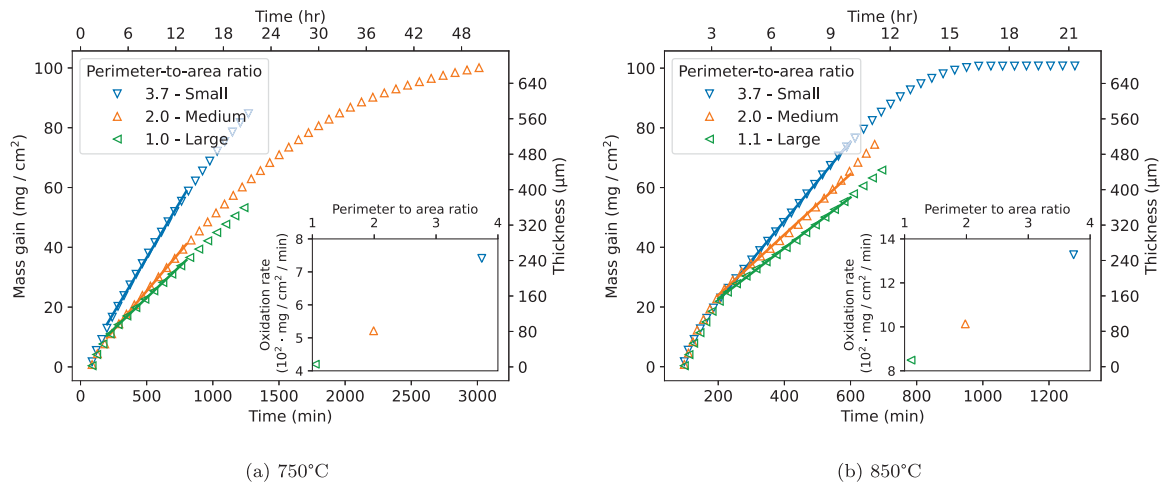 Time (hr)
0 6 12 18 24 30 36 42 48
Mass gain (mg / cm²)
100
80
60
40
20
0
Perimeter-to-area ratio
3.7 - Small
2.0 - Medium
1.0 - Large
Thickness (μm)
640
560
480
400
320
240
160
80
0
Perimeter to area ratio
1 2 3 4
Oxidation rate
(10² · mg / cm² / min)
8
7
6
5
4
0 500 1000 1500 2000 2500 3000
Time (min)
(a) 750°C
Time (hr)
3 6 9 12 15 18 21
Mass gain (mg / cm²)
100
80
60
40
20
0
Perimeter-to-area ratio
3.7 - Small
2.0 - Medium
1.1 - Large
Thickness (μm)
640
560
480
400
320
240
160
80
0
Perimeter to area ratio
1 2 3 4
Oxidation rate
(10² · mg / cm² / min)
14
12
10
8
200 400 600 800 1000 1200
Time (min)
(b) 850°C